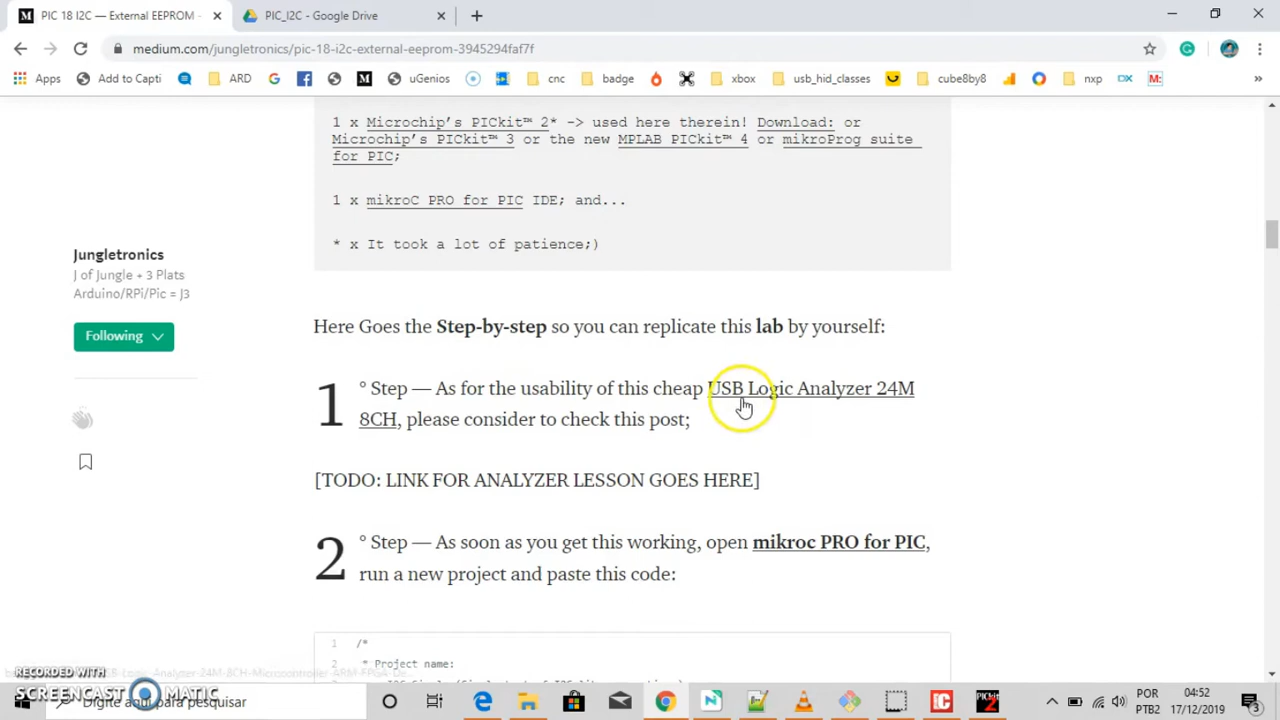 PIC 18 I2C — External EEPROM -
PIC_I2C - Google Drive
medium.com/jungletronics/pic-18-i2c-external-eeprom-3945294faf7f
Apps Add to Capti ARD uGenios cnc badge xbox usb_hid_classes cube8by8 nxp »
1 x Microchip's PICkit™ 2* -> used here therein! Download: or
Microchip's PICkit™ 3 or the new MPLAB PICkit™ 4 or mikroProg suite
for PIC;
1 x mikroC PRO for PIC IDE; and...
* x It took a lot of patience;)
Jungletronics
J of Jungle + 3 Plats
Arduino/RPi/Pic = J3
Following
Here Goes the Step-by-step so you can replicate this lab by yourself:
1° Step — As for the usability of this cheap USB Logic Analyzer 24M
8CH, please consider to check this post;
[TODO: LINK FOR ANALYZER LESSON GOES HERE]
2° Step — As soon as you get this working, open mikroc PRO for PIC,
run a new project and paste this code:
1 /*
2 * Project name:
RECORDED WITH
SCREENCAST MATIC
Digite aqui para pesquisar
POR
PTB2
04:52
17/12/2019
3